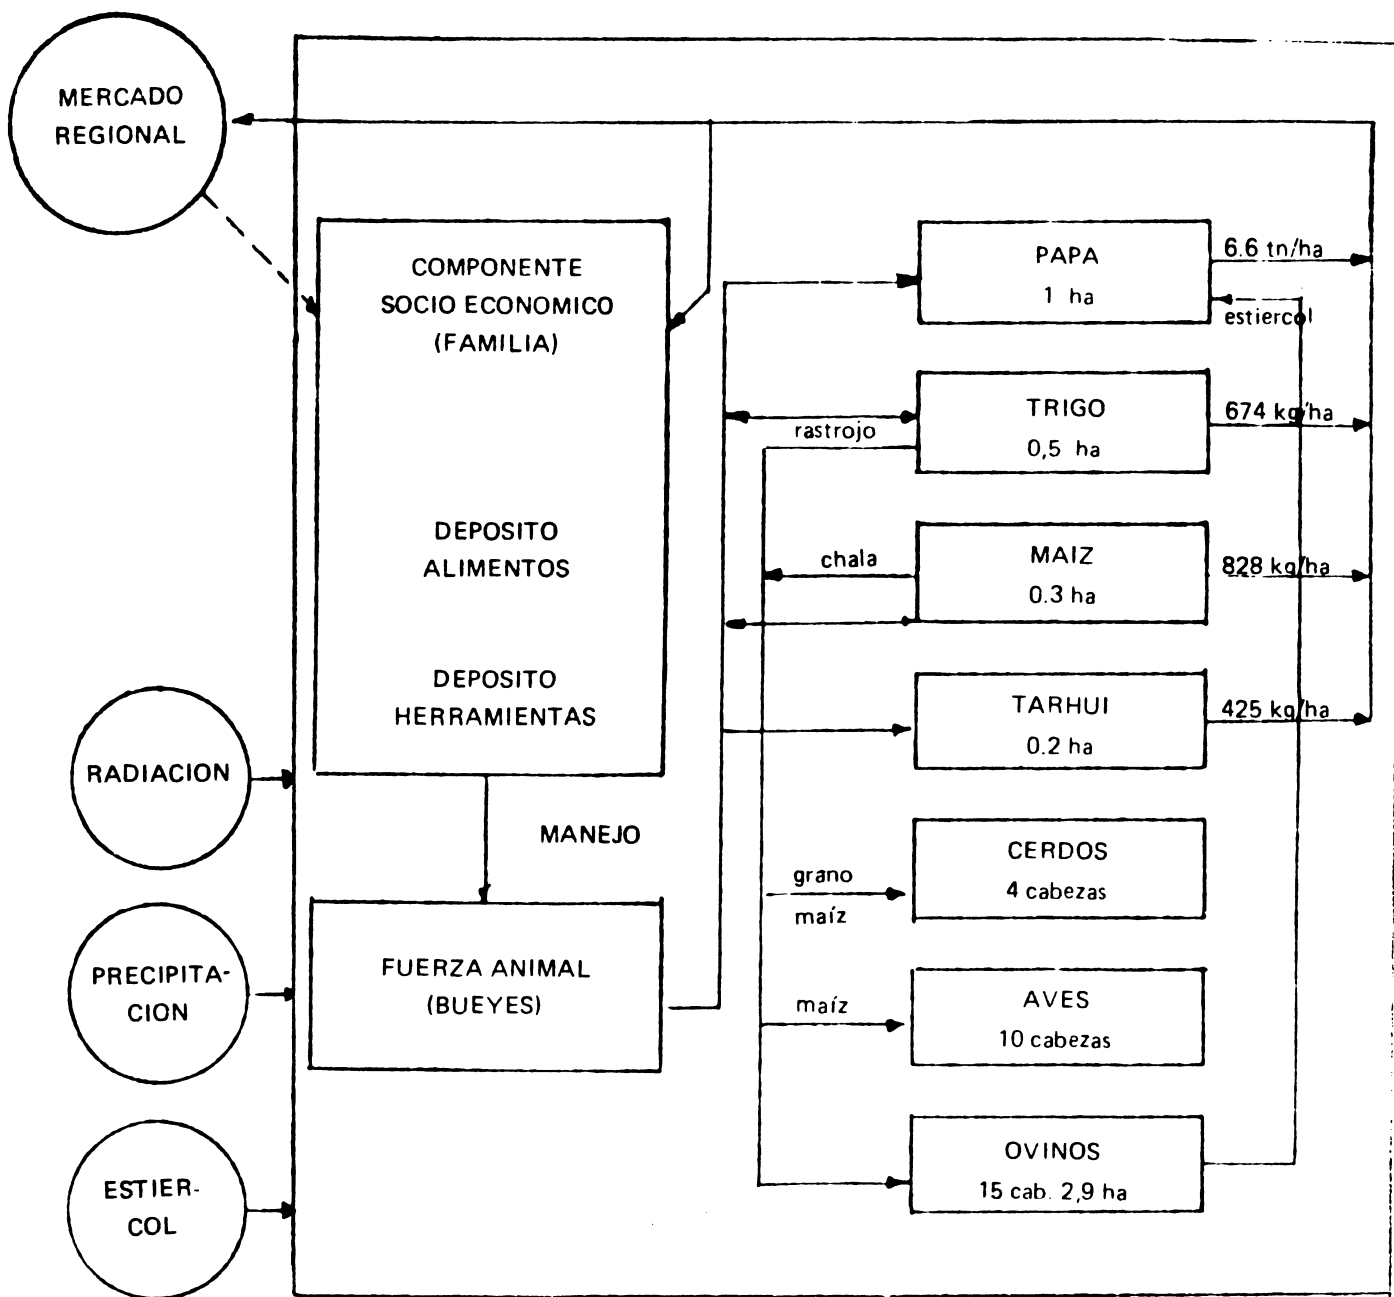 MERCADO
REGIONAL
COMPONENTE
SOCIO ECONOMICO
(FAMILIA)
DEPOSITO
ALIMENTOS
DEPOSITO
HERRAMIENTAS
RADIACION
MANEJO
PRECIPITA-
CION
FUERZA ANIMAL
(BUEYES)
ESTIER-
COL
PAPA
1 ha
6.6 tn/ha
estiercol
TRIGO
0,5 ha
674 kg/ha
rastrojo
MAIZ
0.3 ha
828 kg/ha
chala
TARHUI
0.2 ha
425 kg/ha
CERDOS
4 cabezas
grano
maíz
AVES
10 cabezas
maíz
OVINOS
15 cab. 2,9 ha